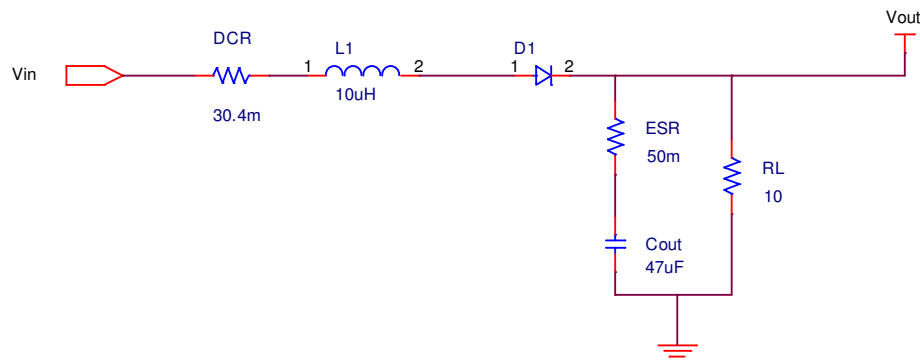 Vout
DCR
L1
D1
Vin
1
2
1
2
10uH
30.4m
ESR
50m
RL
10
Cout
47uF